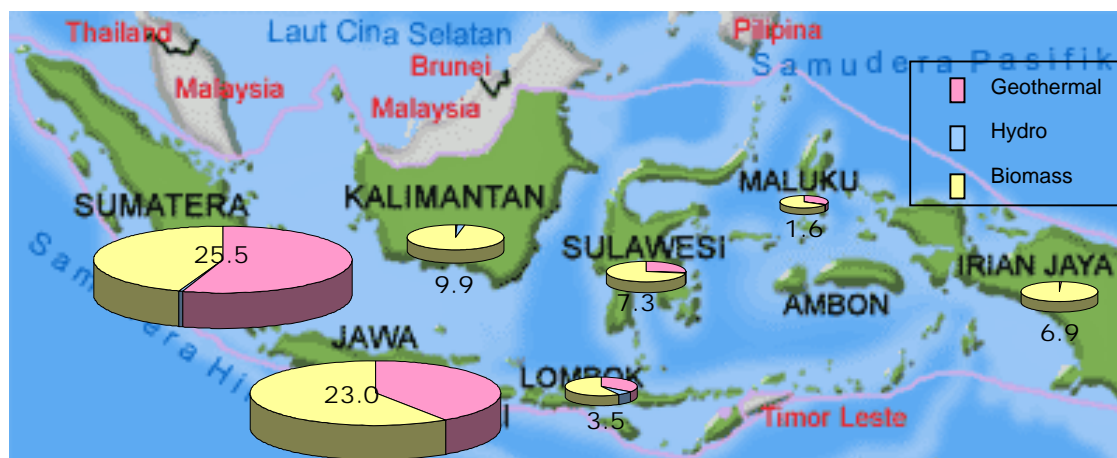 Thailand
Laut Cina Selatan
Pilipina
Samudera Pasifik
Brunei
Malaysia
Malaysia
Geothermal
Hydro
Biomass
SUMATERA
KALIMANTAN
MALUKU
1.6
SULAWESI
IRIAN JAYA
25.5
9.9
7.3
AMBON
6.9
JAWA
LOMBOK
23.0
3.5
Timor Leste